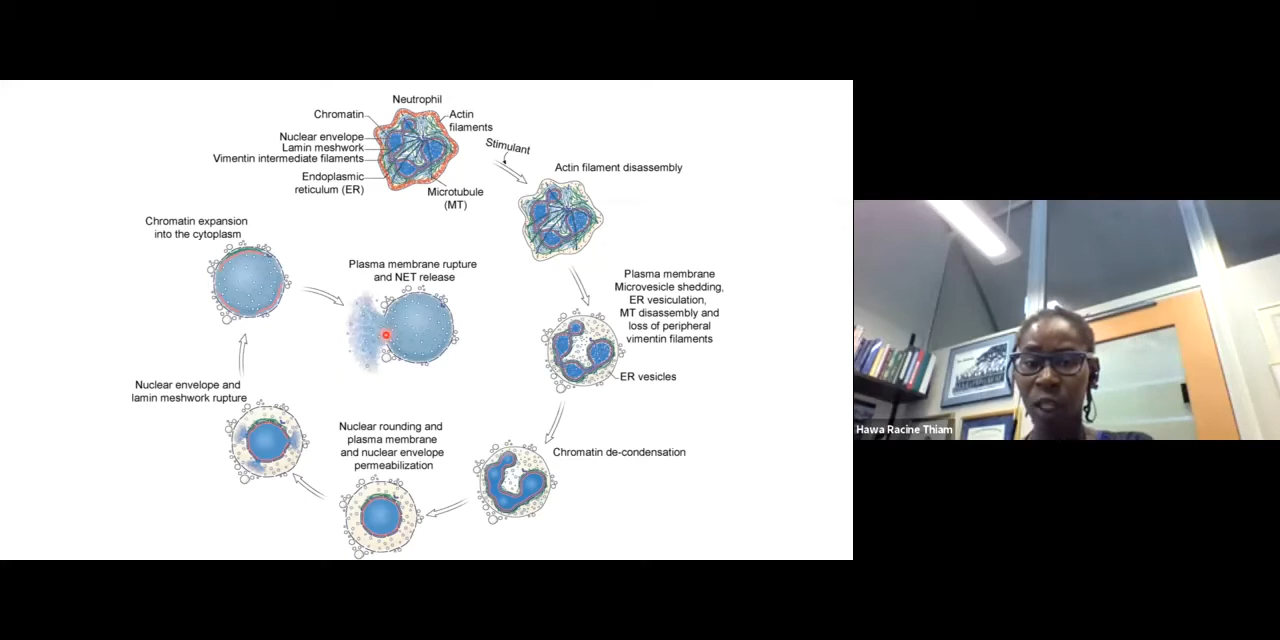 Neutrophil
Chromatin
Actin
filaments
Nuclear envelope
Lamin meshwork
Vimentin intermediate filaments
Endoplasmic
reticulum (ER)
Microtubule
(MT)
Stimulant
Actin filament disassembly
Plasma membrane
Microvesicle shedding,
ER vesiculation,
MT disassembly and
loss of peripheral
vimentin filaments
ER vesicles
Chromatin de-condensation
Nuclear rounding and
plasma membrane
and nuclear envelope
permeabilization
Nuclear envelope and
lamin meshwork rupture
Chromatin expansion
into the cytoplasm
Plasma membrane rupture
and NET release
Hawa Racine Thiam